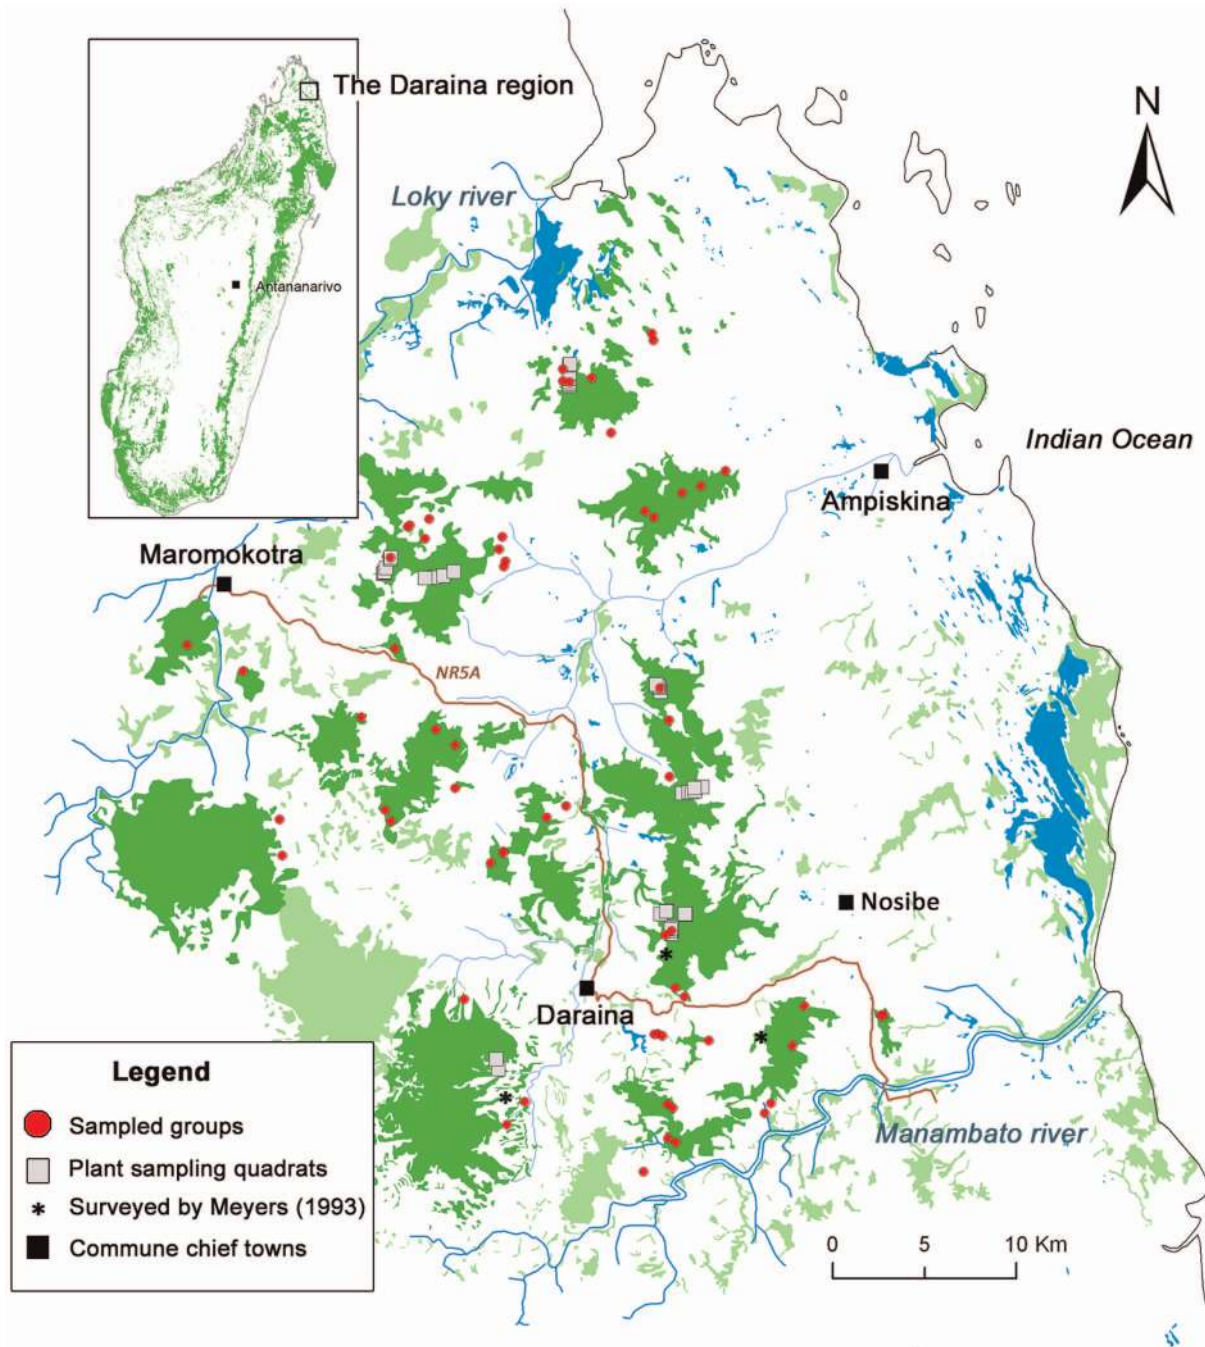 The Daraina region
N
Loky river
Antananarivo
Indian Ocean
Ampiskina
Maromokotra
NR5A
Nosibe
Daraina
Legend
Sampled groups
Plant sampling quadrats
* Surveyed by Meyers (1993)
Commune chief towns
Manambato river
0 5 10 Km